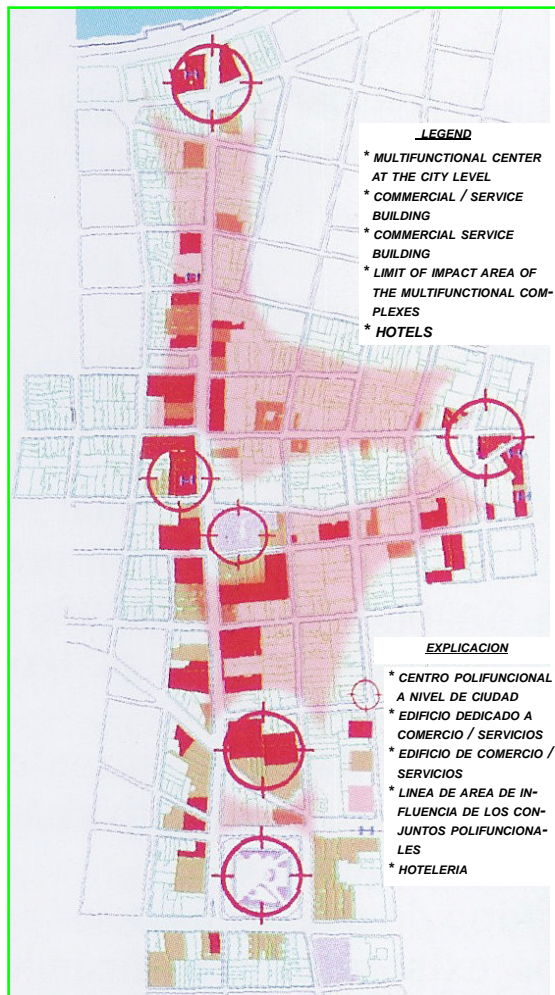 LEGEND
* MULTIFUNCTIONAL CENTER
AT THE CITY LEVEL
* COMMERCIAL / SERVICE
BUILDING
* COMMERCIAL SERVICE
BUILDING
* LIMIT OF IMPACT AREA OF
THE MULTIFUNCTIONAL COM-
PLEXES
* HOTELS
EXPLICACION
* CENTRO POLIFUNCIONAL
A NIVEL DE CIUDAD
* EDIFICIO DEDICADO A
COMERCIO / SERVICIOS
* EDIFICIO DE COMERCIO /
SERVICIOS
* LINEA DE AREA DE IN-
FLUENCIA DE LOS CON-
JUNTOS POLIFUNCIONA-
LES
* HOTELERIA